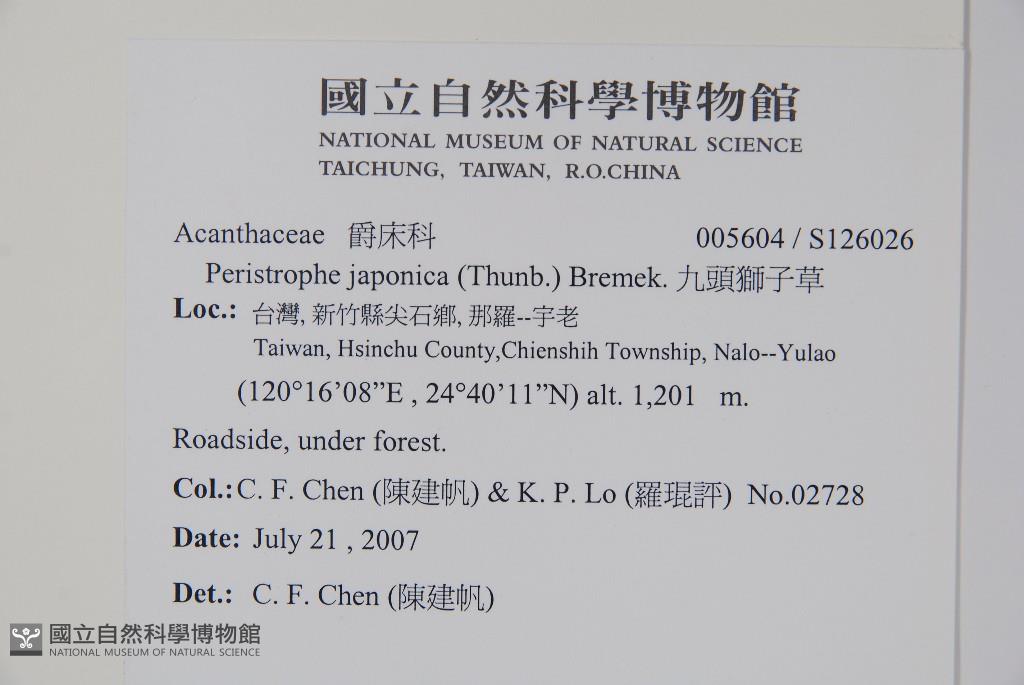 國立自然科學博物館
NATIONAL MUSEUM OF NATURAL SCIENCE
TAICHUNG, TAIWAN, R.O.CHINA
Acanthaceae 爵床科 005604 / S126026
Peristrophe japonica (Thunb.) Bremek. 九頭獅子草
Loc.: 台灣, 新竹縣尖石鄉, 那羅--宇老
Taiwan, Hsinchu County,Chienshih Township, Nalo--Yulao
(120°16’08”E , 24°40’11”N) alt. 1,201 m.
Roadside, under forest.
Col.: C. F. Chen (陳建帆) & K. P. Lo (羅琨評) No.02728
Date: July 21 , 2007
Det.: C. F. Chen (陳建帆)
國立自然科學博物館
NATIONAL MUSEUM OF NATURAL SCIENCE